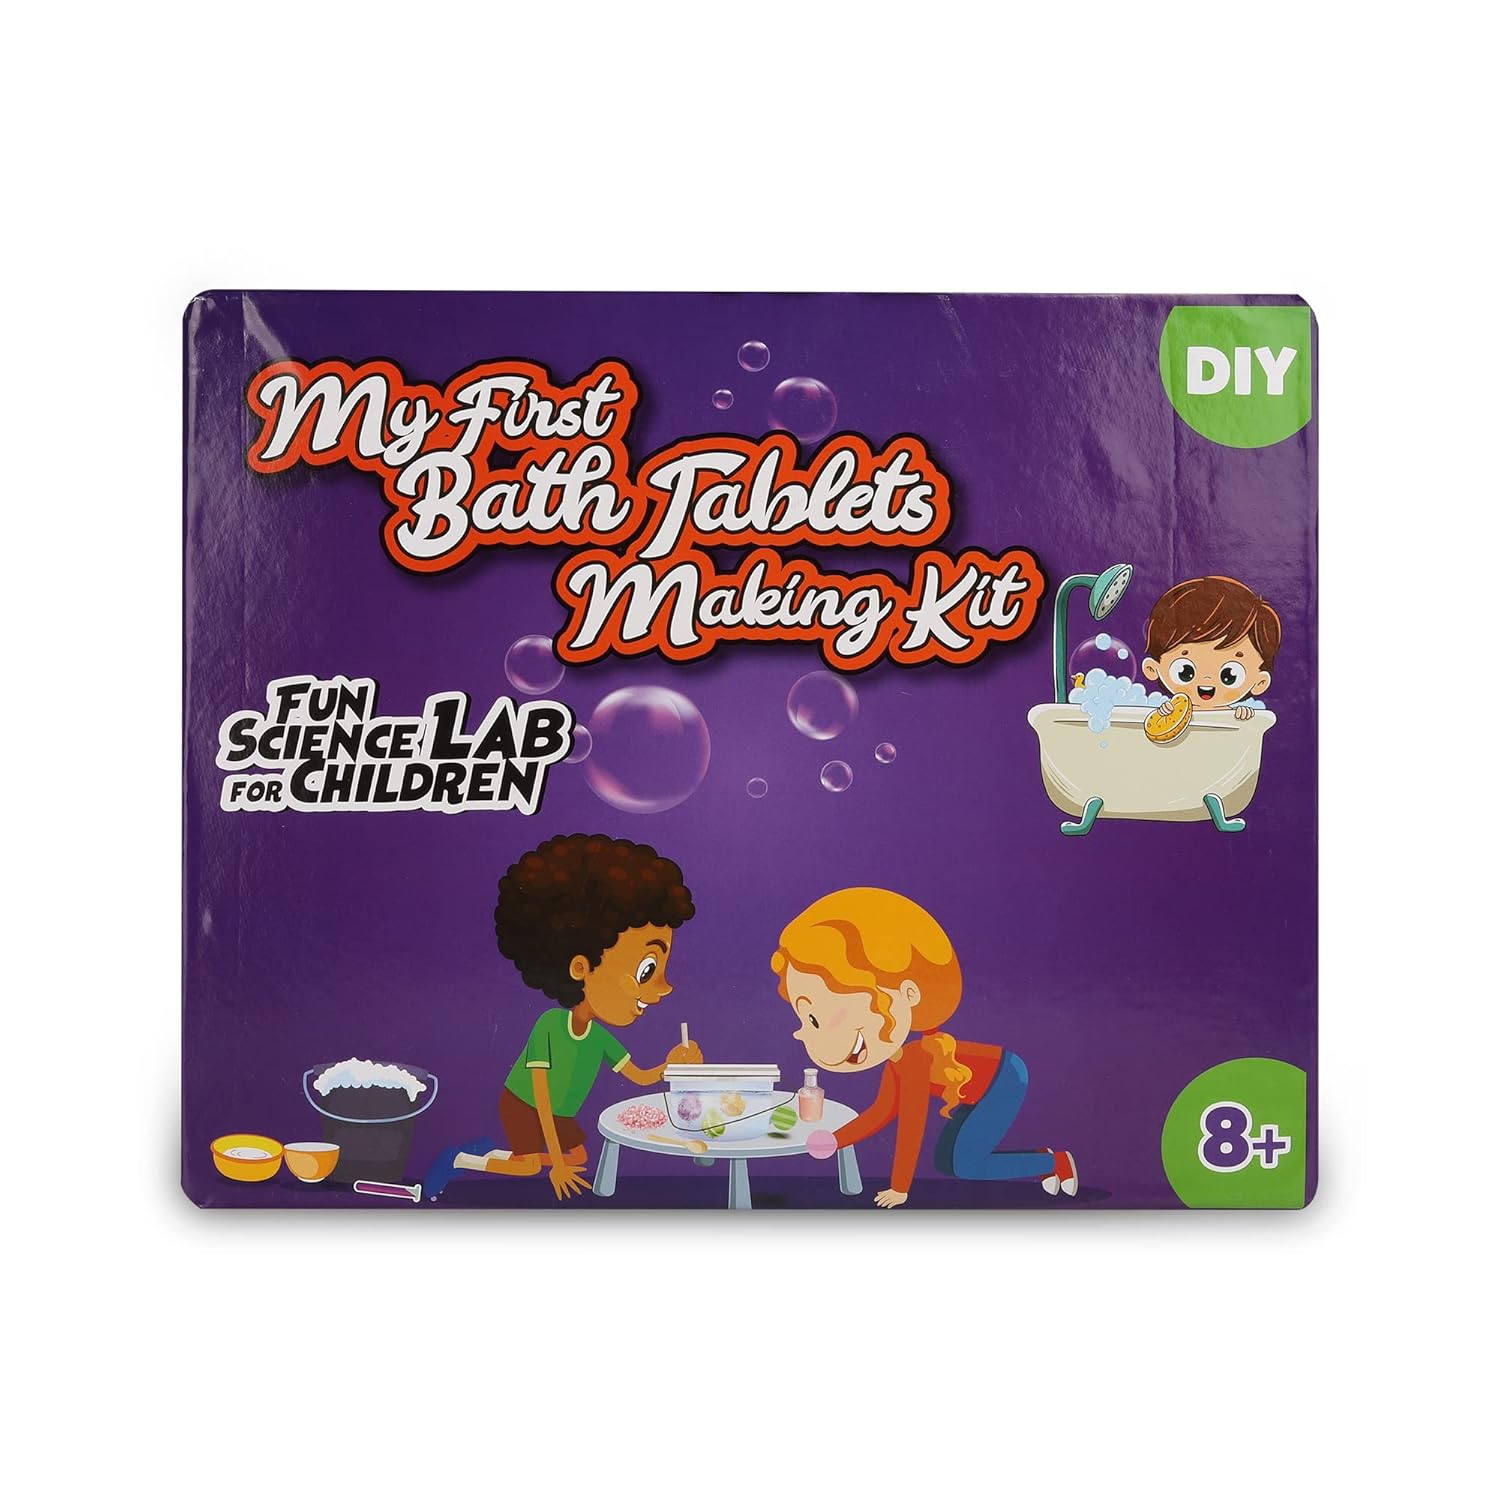 DIY
My First
Bath Tablets
Making Kit
FUN
SCIENCE LAB
FOR CHILDREN
8+